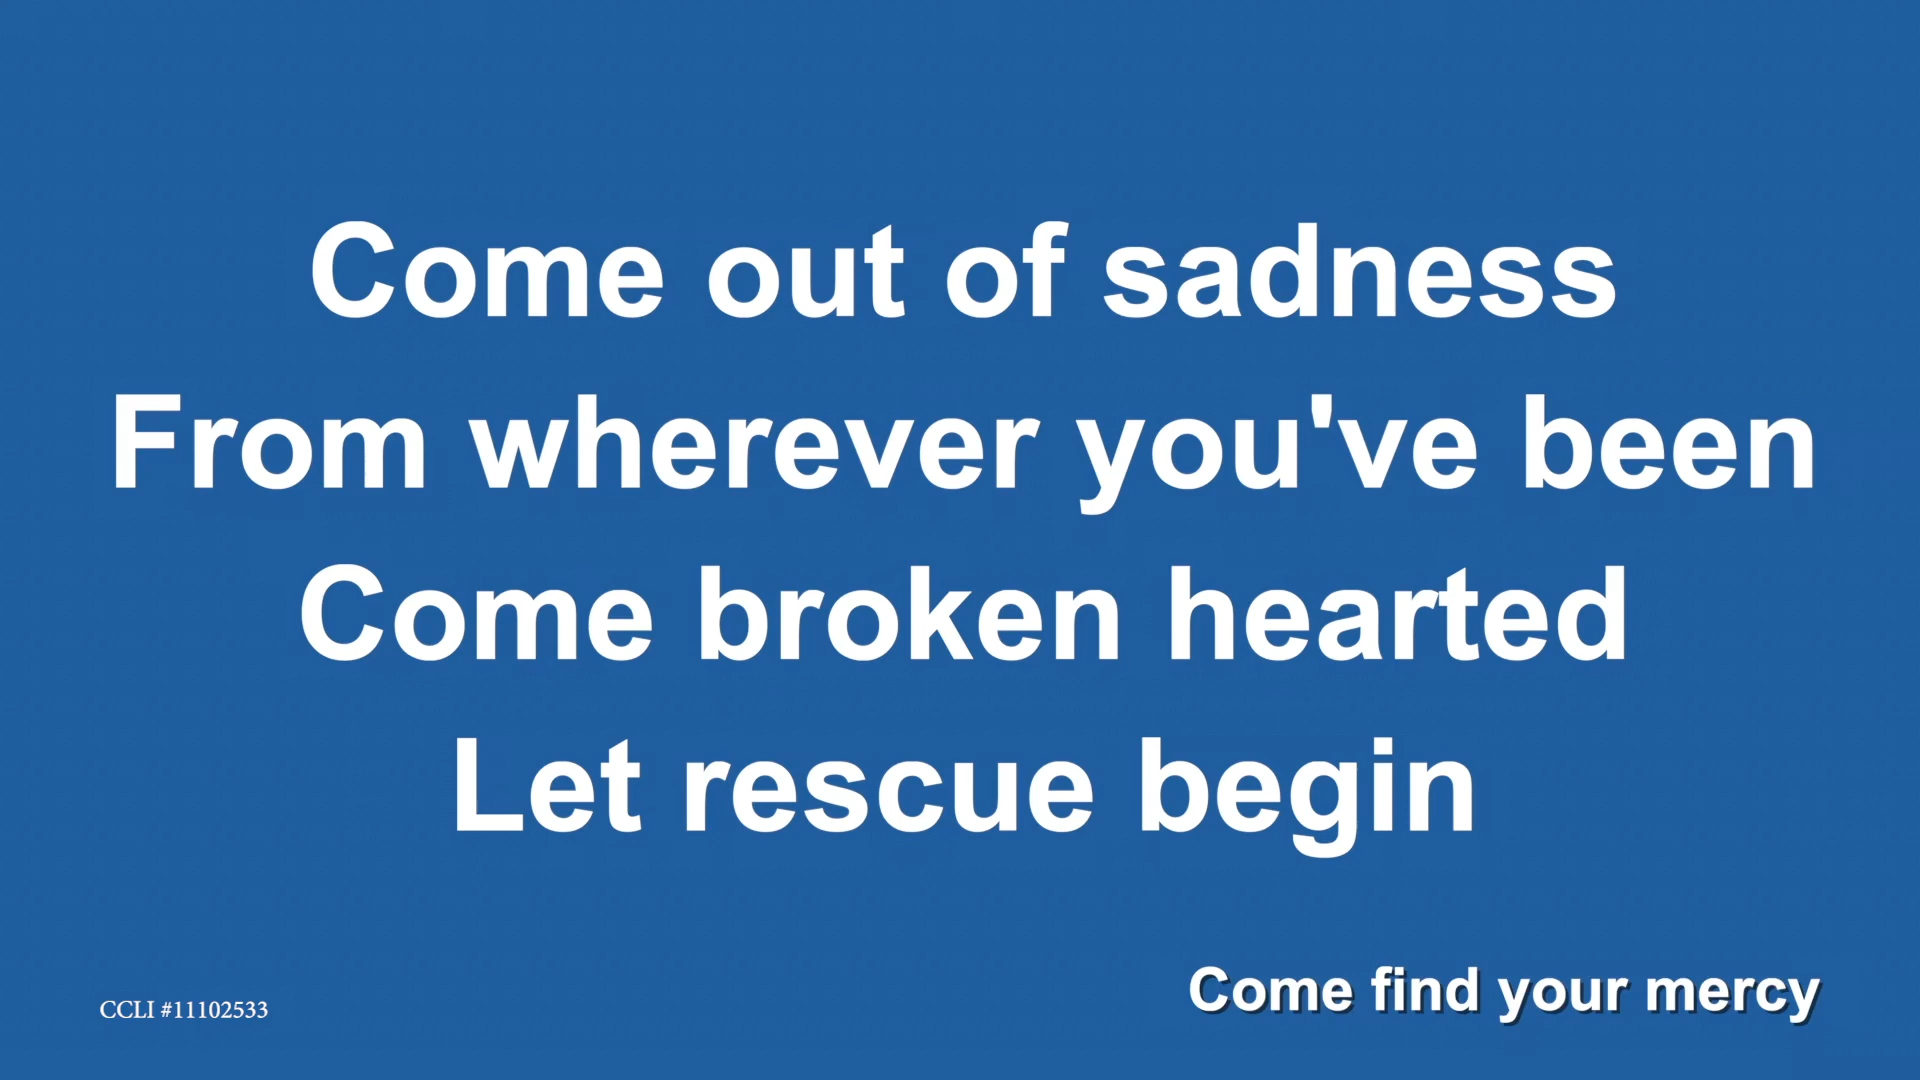 Come out of sadness
From wherever you've been
Come broken hearted
Let rescue begin
Come find your mercy
CCLI #11102533